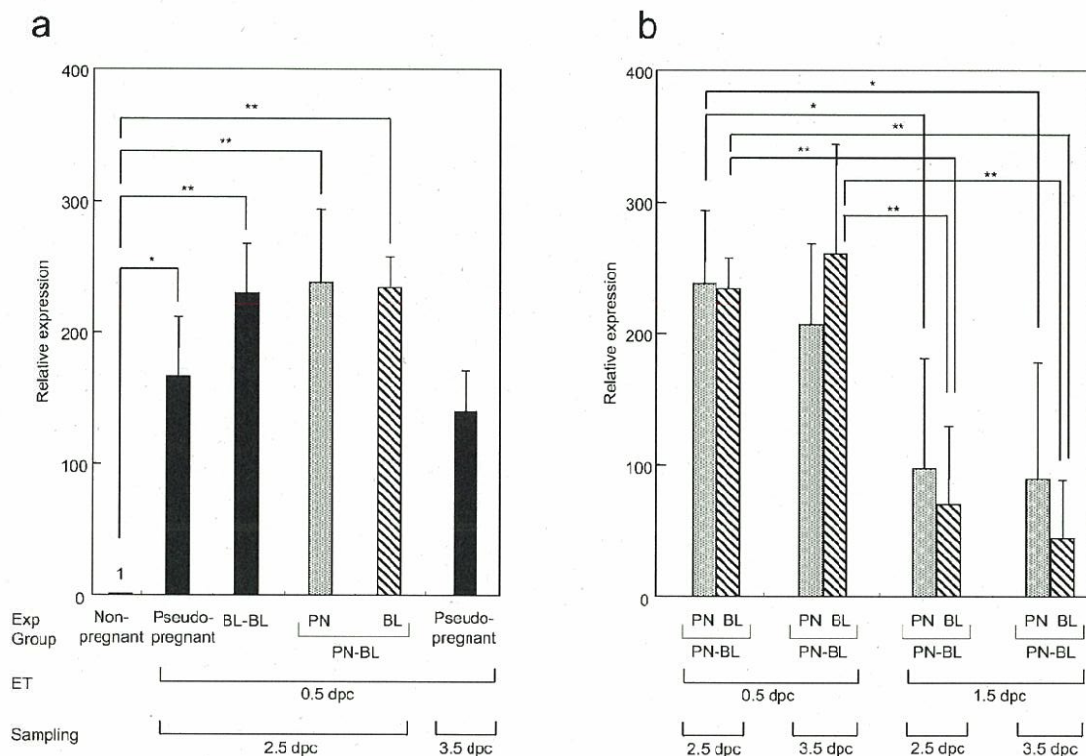 a
400
300
200
100
0
Relative expression
**
**
**
*
1
Exp Group
Non-pregnant
Pseudo-pregnant
BL-BL
PN
BL
Pseudo-pregnant
PN-BL
ET
0.5 dpc
Sampling
2.5 dpc
3.5 dpc
b
400
300
200
100
0
Relative expression
*
*
**
**
**
**
PN BL
PN BL
PN BL
PN BL
PN-BL
PN-BL
PN-BL
PN-BL
0.5 dpc
1.5 dpc
2.5 dpc
3.5 dpc
2.5 dpc
3.5 dpc